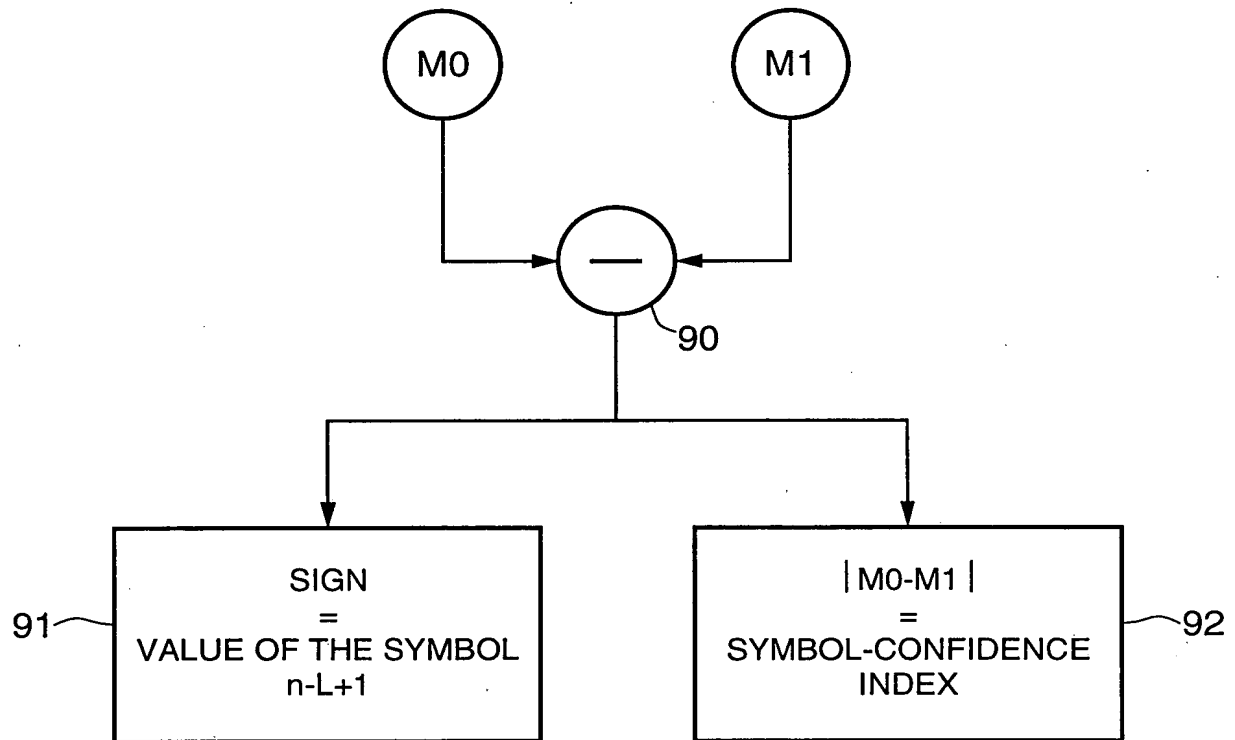 M0
M1
90
91
SIGN
=
VALUE OF THE SYMBOL
n-L+1
|M0-M1|
=
SYMBOL-CONFIDENCE
INDEX
92